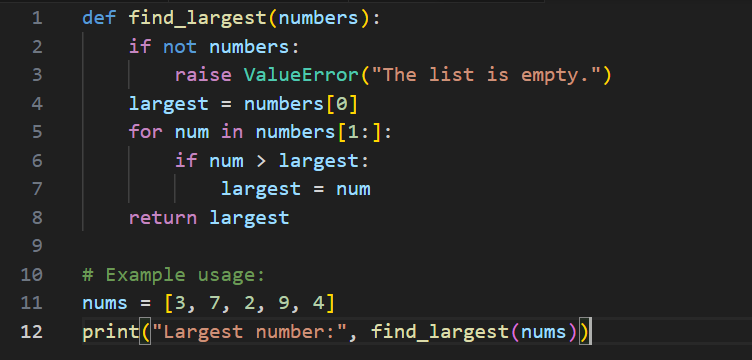 1 def find_largest(numbers):
2     if not numbers:
3         raise ValueError("The list is empty.")
4     largest = numbers[0]
5     for num in numbers[1:]:
6         if num > largest:
7             largest = num
8     return largest
9
10 # Example usage:
11 nums = [3, 7, 2, 9, 4]
12 print("Largest number:", find_largest(nums))